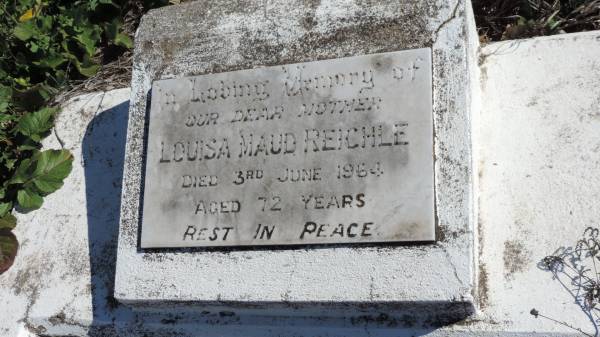 In Loving Memory of
OUR DEAR MOTHER
LOUISA MAUD REICHLE
DIED 3RD JUNE 1964
AGED 72 YEARS
REST IN PEACE